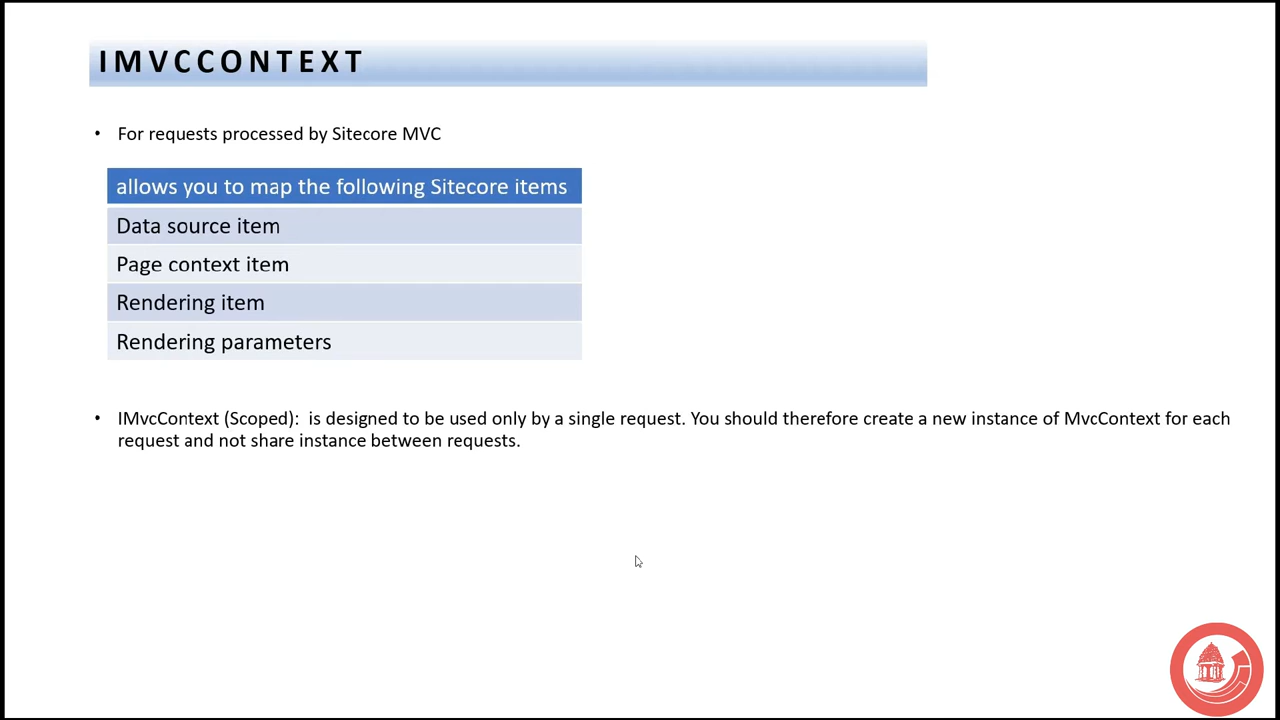 IMVCCONTEXT
• For requests processed by Sitecore MVC
allows you to map the following Sitecore items
Data source item
Page context item
Rendering item
Rendering parameters
• IMvcContext (Scoped):  is designed to be used only by a single request. You should therefore create a new instance of MvcContext for each
request and not share instance between requests.